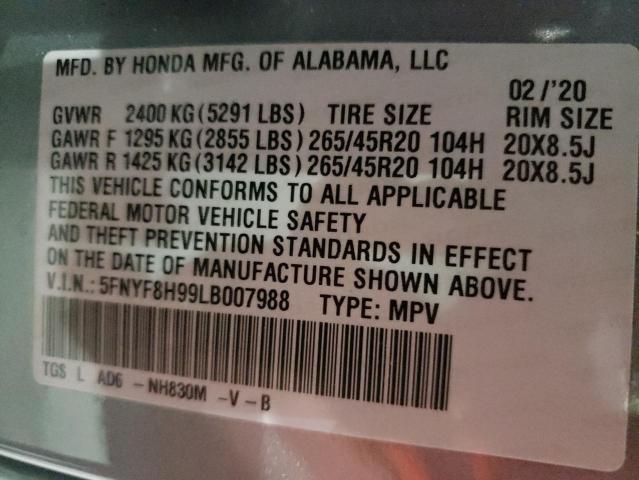 MFD. BY HONDA MFG. OF ALABAMA, LLC
02/'20
GVWR 2400 KG(5291 LBS) TIRE SIZE RIM SIZE
GAWR F 1295 KG(2855 LBS) 265/45R20 104H 20X8.5J
GAWR R 1425 KG(3142 LBS) 265/45R20 104H 20X8.5J
THIS VEHICLE CONFORMS TO ALL APPLICABLE
FEDERAL MOTOR VEHICLE SAFETY
AND THEFT PREVENTION STANDARDS IN EFFECT
ON THE DATE OF MANUFACTURE SHOWN ABOVE.
V.I.N.: 5FNYF8H99LB007988 TYPE: MPV
TGS L AD6 - NH830M - V - B